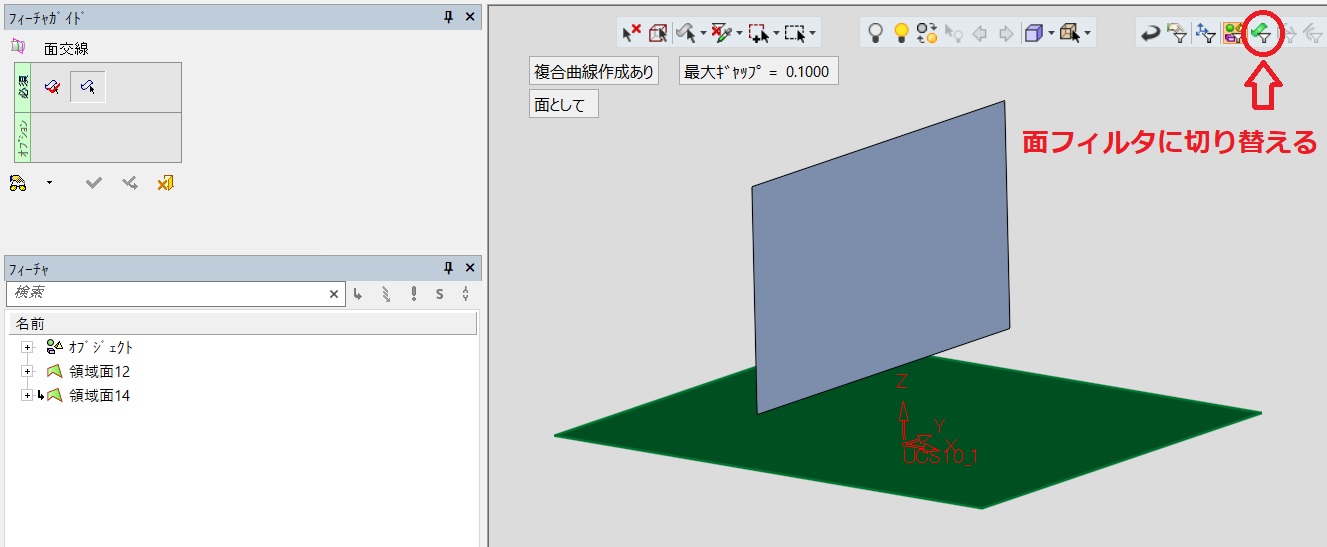 フィーチャガイド
面交線
必須
オプション
フィーチャ
検索
S
名前
オブジェクト
領域面12
領域面14
複合曲線作成あり
最大ギャップ = 0.1000
面として
面フィルタに切り替える
Z
Y
X
UCS10_1